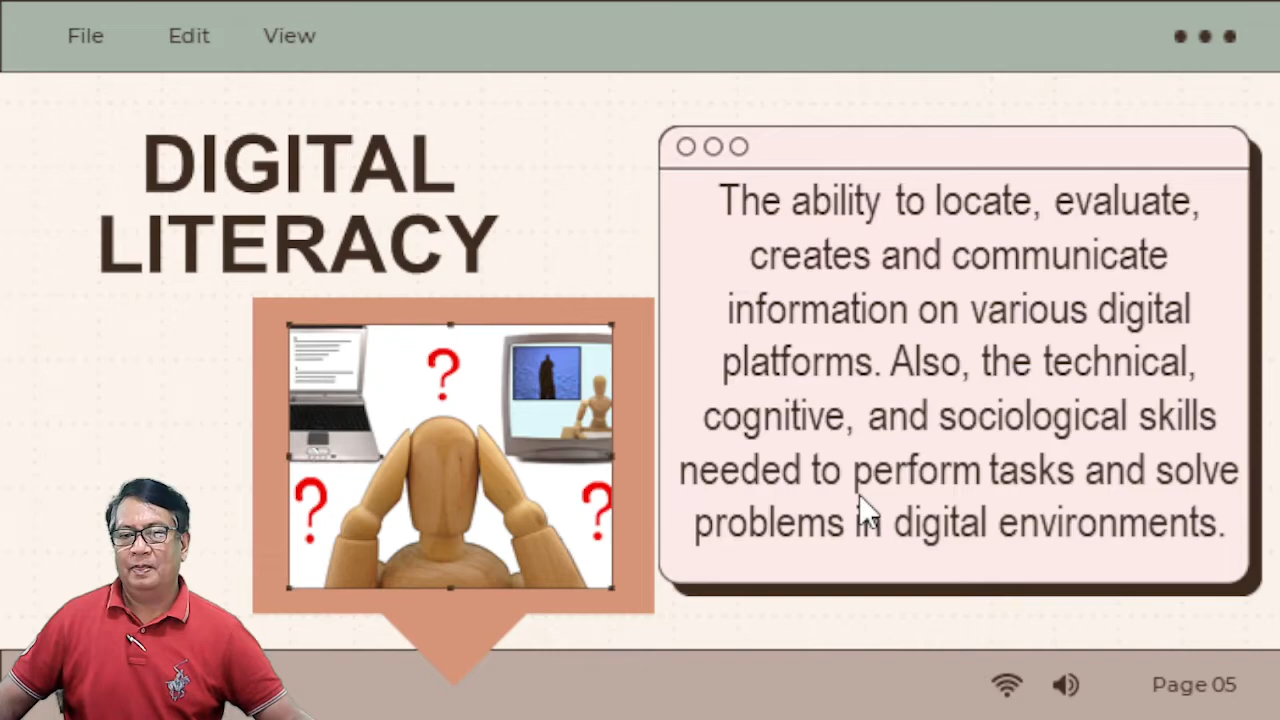 File Edit View
DIGITAL
LITERACY
The ability to locate, evaluate,
creates and communicate
information on various digital
platforms. Also, the technical,
cognitive, and sociological skills
needed to perform tasks and solve
problems in digital environments.
?
?
?
Page 05